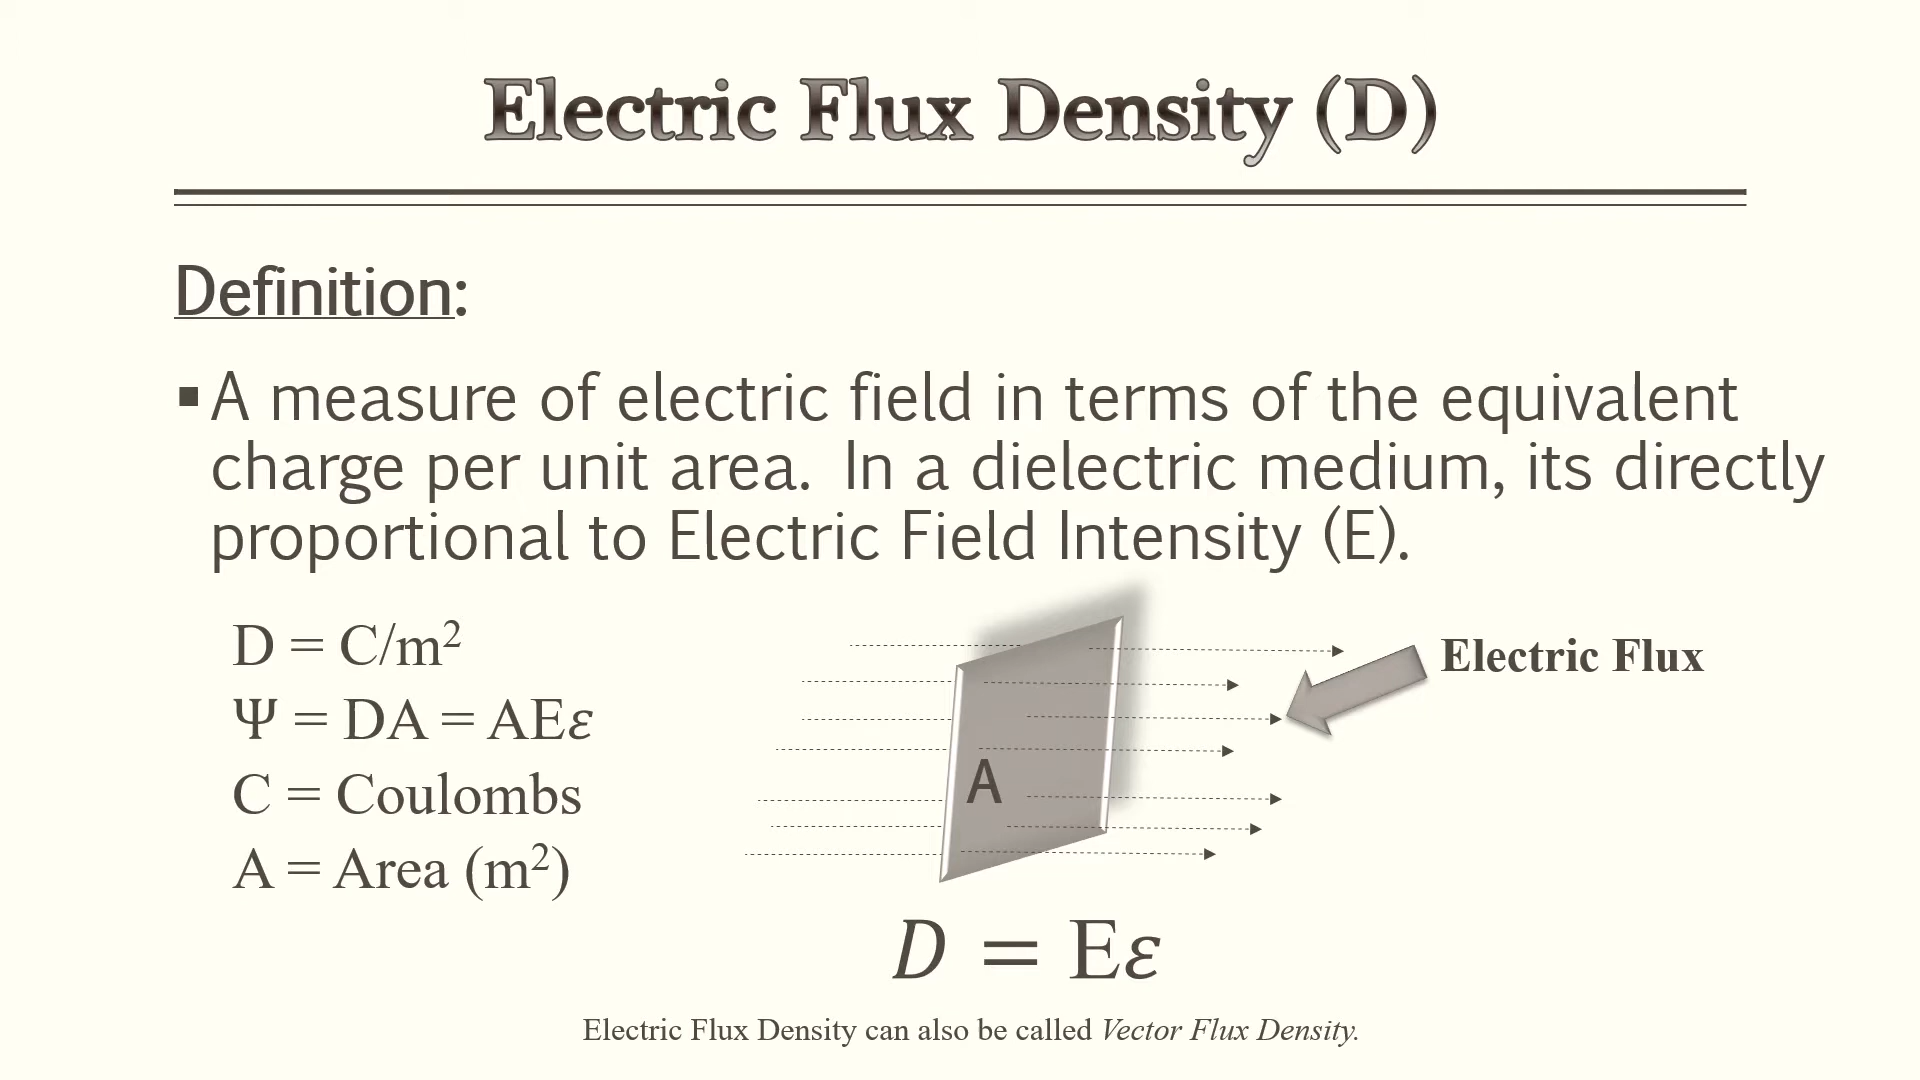 Electric Flux Density (D)
Definition:
▪ A measure of electric field in terms of the equivalent
charge per unit area.  In a dielectric medium, its directly
proportional to Electric Field Intensity (E).
D = C/m²
Ψ = DA = AEε
C = Coulombs
A = Area (m²)
Electric Flux
A
D = Eε
Electric Flux Density can also be called Vector Flux Density.